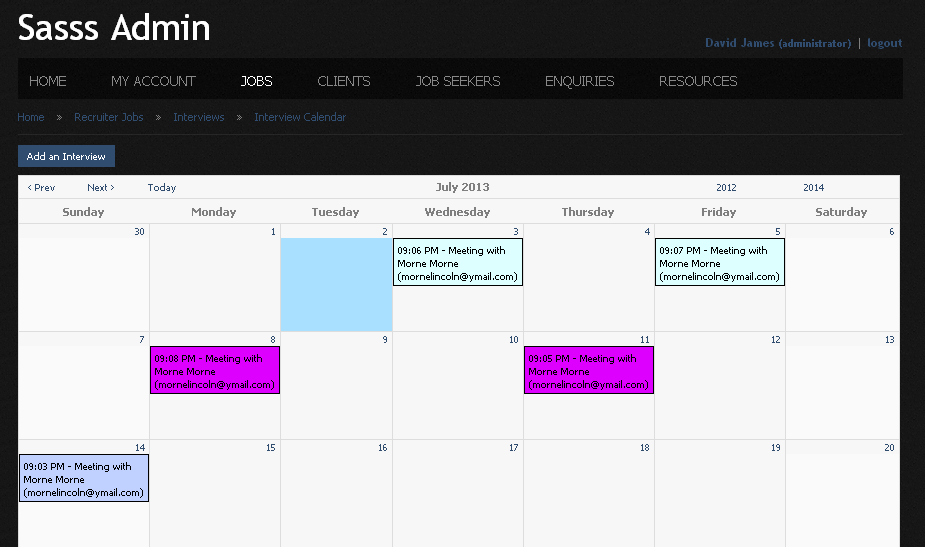 Sasss Admin
David James (administrator) | logout
HOME MY ACCOUNT JOBS CLIENTS JOB SEEKERS ENQUIRIES RESOURCES
Home » Recruiter Jobs » Interviews » Interview Calendar
Add an Interview
< Prev Next > Today July 2013 2012 2014
Sunday Monday Tuesday Wednesday Thursday Friday Saturday
30 1 2 3 4 5 6
09:06 PM - Meeting with
Morne Morne
(mornelincoln@ymail.com)
09:07 PM - Meeting with
Morne Morne
(mornelincoln@ymail.com)
7 8 9 10 11 12 13
09:08 PM - Meeting with
Morne Morne
(mornelincoln@ymail.com)
09:05 PM - Meeting with
Morne Morne
(mornelincoln@ymail.com)
14 15 16 17 18 19 20
09:03 PM - Meeting with
Morne Morne
(mornelincoln@ymail.com)